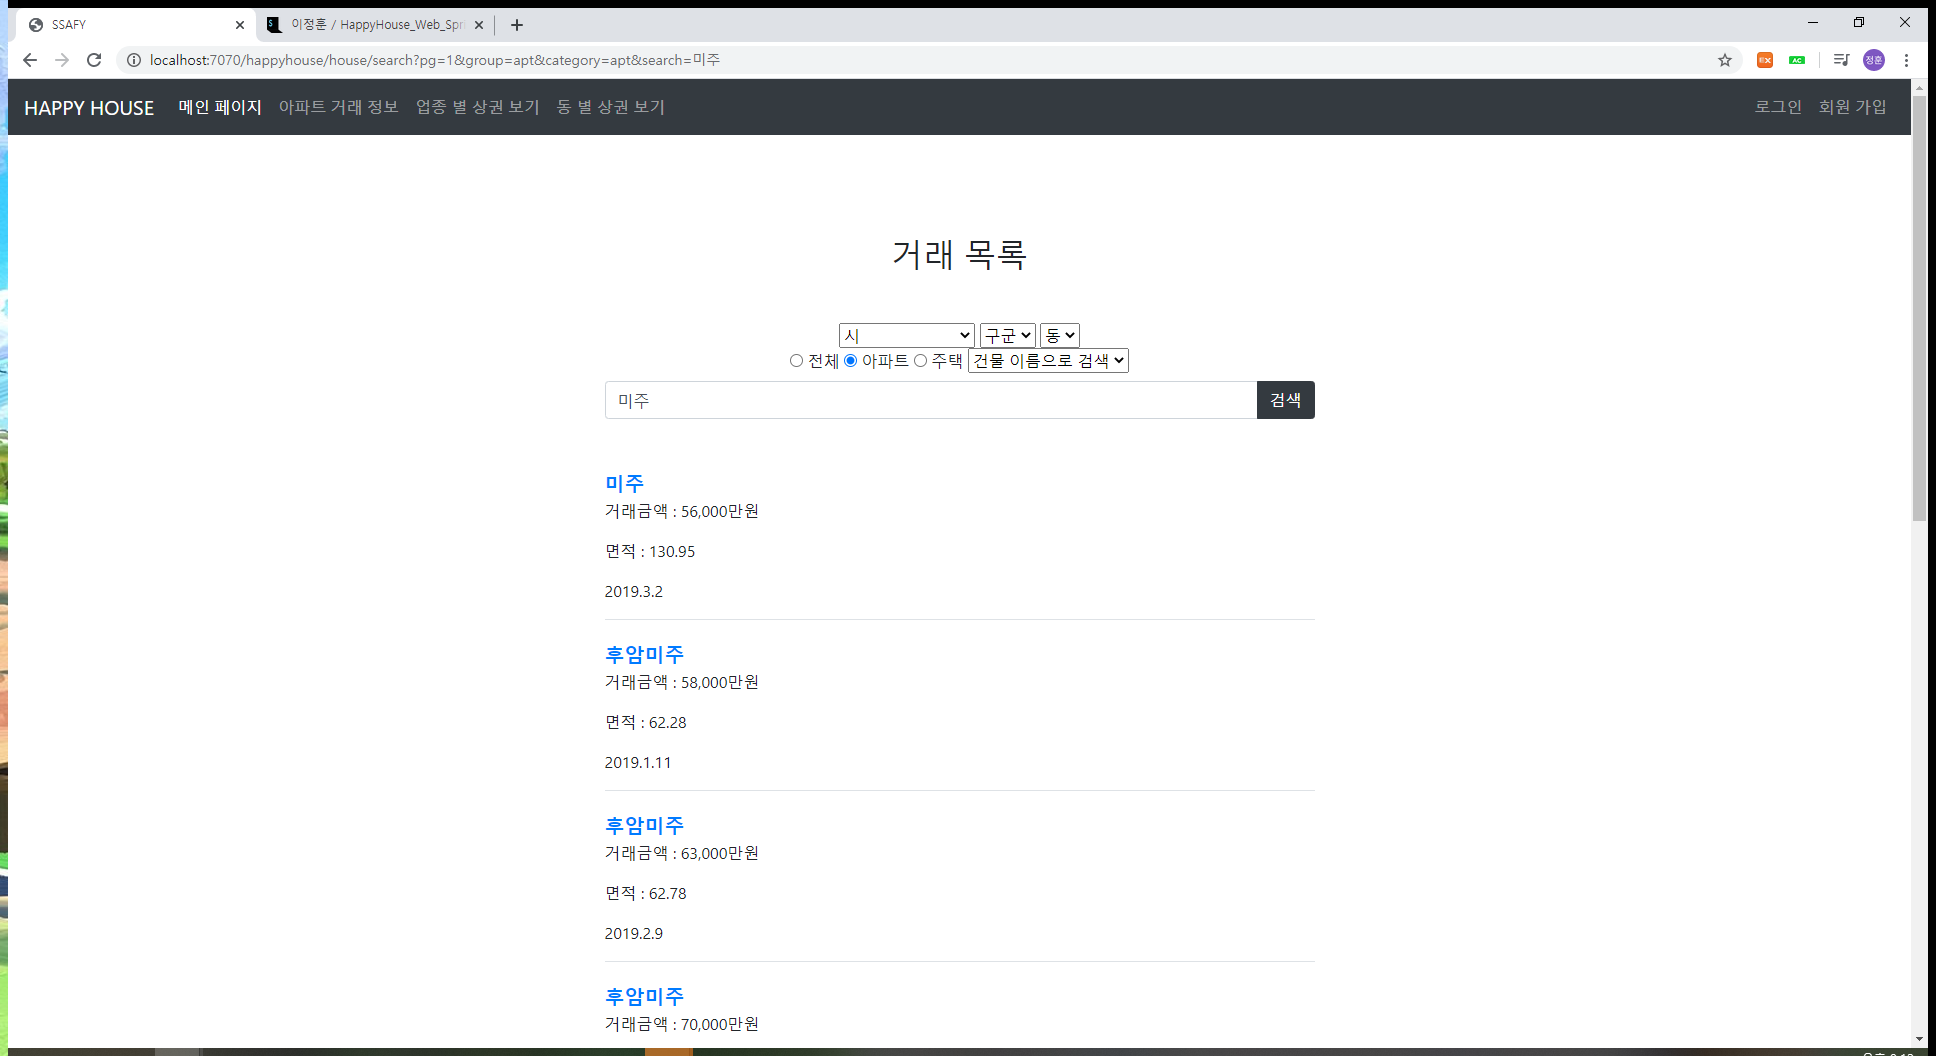 SSAFY
이정훈 / HappyHouse_Web_Spri
localhost:7070/happyhouse/house/search?pg=1&group=apt&category=apt&search=미주
AC
정훈
HAPPY HOUSE 메인 페이지 아파트 거래 정보 업종 별 상권 보기 동 별 상권 보기 로그인 회원 가입
거래 목록
시 구군 동
전체 아파트 주택 건물 이름으로 검색
미주 검색
미주
거래금액 : 56,000만원
면적 : 130.95
2019.3.2
후암미주
거래금액 : 58,000만원
면적 : 62.28
2019.1.11
후암미주
거래금액 : 63,000만원
면적 : 62.78
2019.2.9
후암미주
거래금액 : 70,000만원